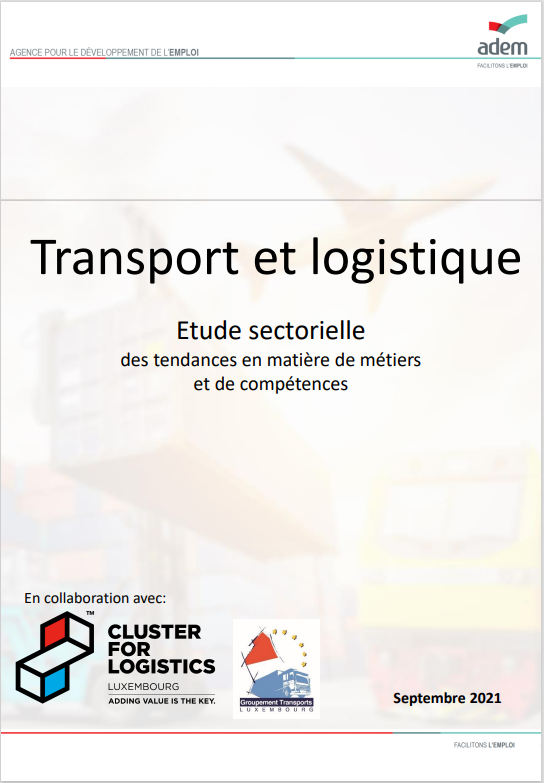 AGENCE POUR LE DÉVELOPPEMENT DE L'EMPLOI
adem
FACILITONS L'EMPLOI
Transport et logistique
Etude sectorielle
des tendances en matière de métiers
et de compétences
En collaboration avec:
TM
CLUSTER
FOR
LOGISTICS
LUXEMBOURG
ADDING VALUE IS THE KEY.
Groupement Transports
LUXEMBOURG
Septembre 2021
FACILITONS L'EMPLOI